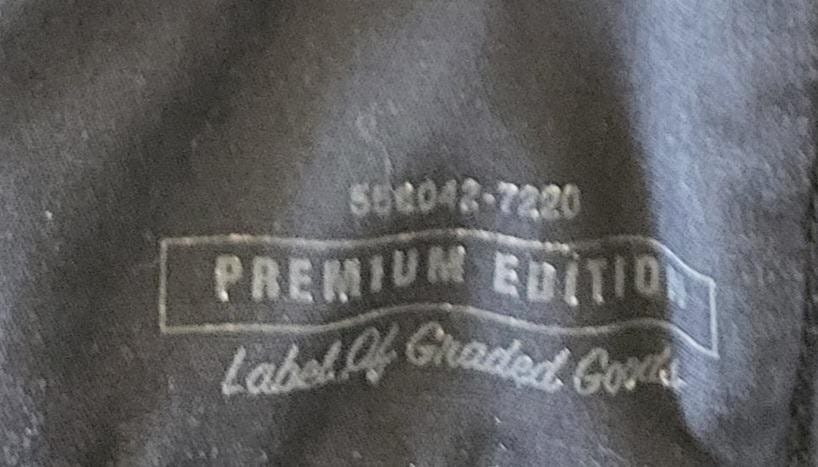 PREMIUM EDITION
Label Of Graded Goods